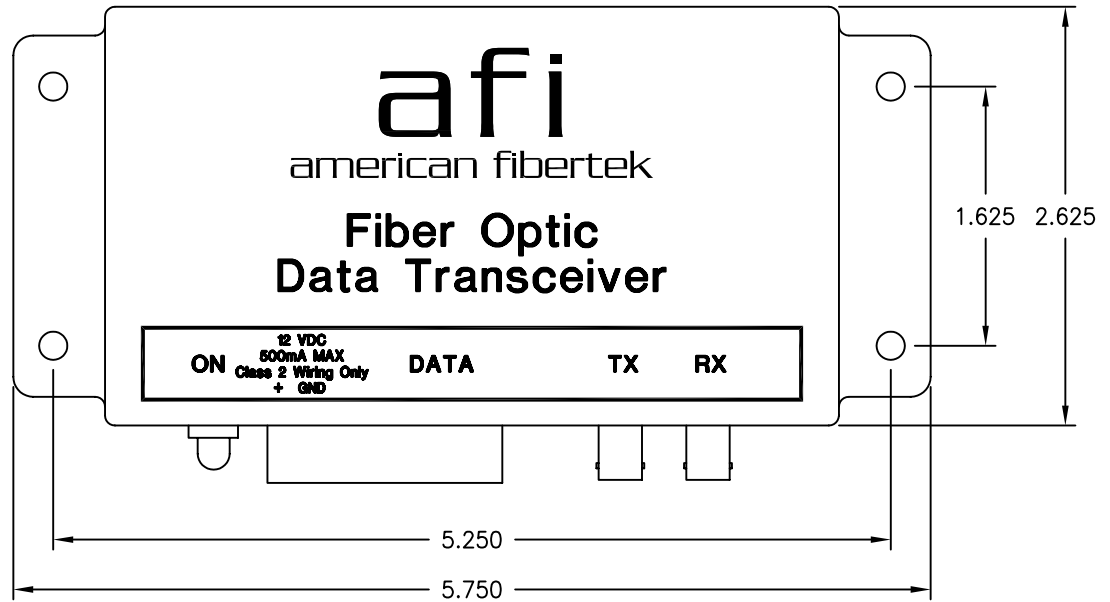 afi
american fibertek
Fiber Optic
Data Transceiver
1.625 2.625
12 VDC
500mA MAX
Class 2 Wiring Only
+ GND
ON
DATA
TX
RX
5.250
5.750